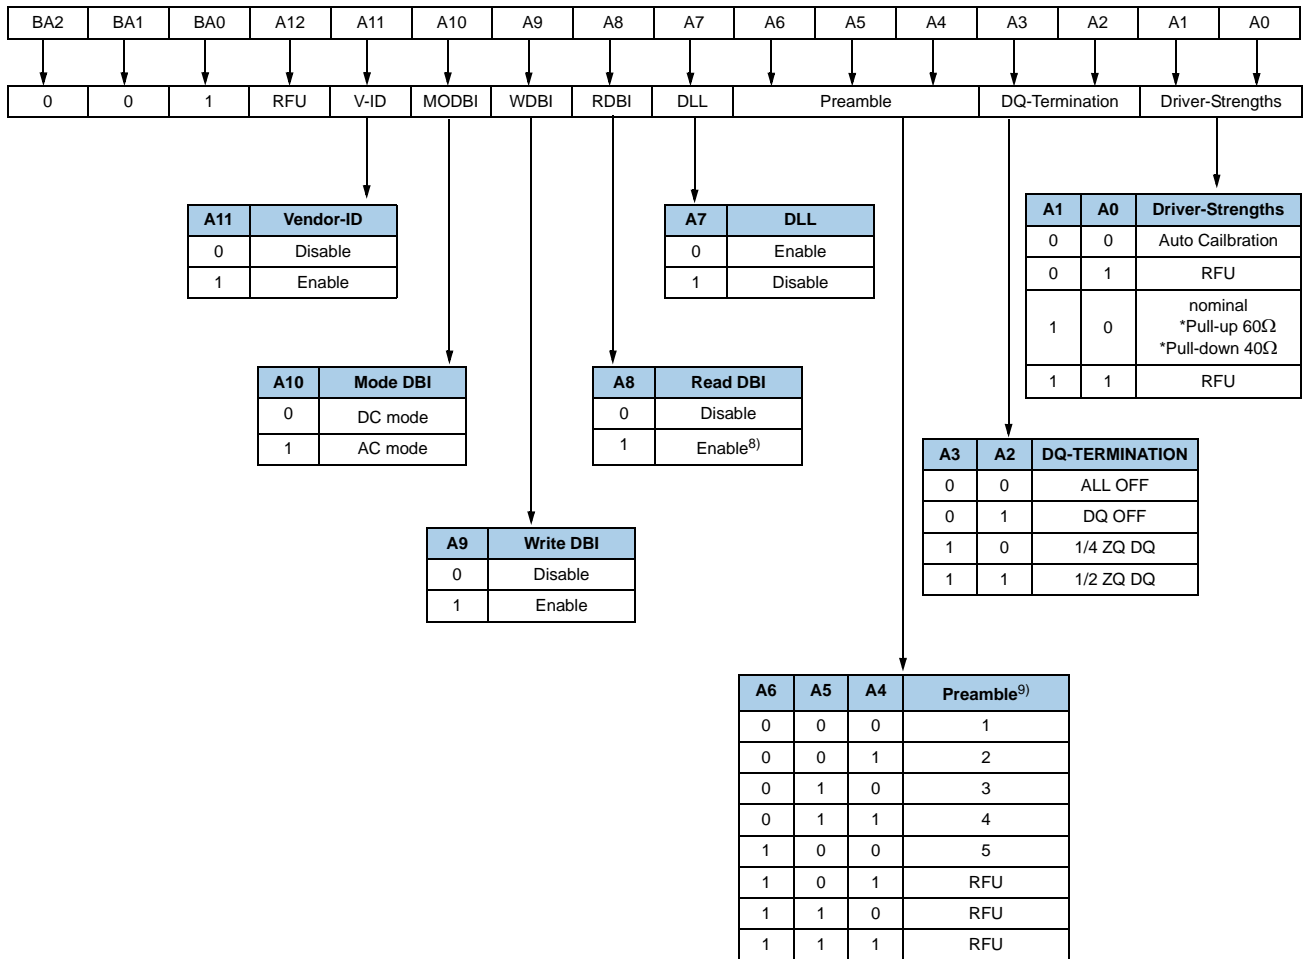 BA2 BA1 BA0 A12 A11 A10 A9 A8 A7 A6 A5 A4 A3 A2 A1 A0
0 0 1 RFU V-ID MODBI WDBI RDBI DLL Preamble DQ-Termination Driver-Strengths
A11 Vendor-ID
0 Disable
1 Enable
A7 DLL
0 Enable
1 Disable
A1 A0 Driver-Strengths
0 0 Auto Cailbration
0 1 RFU
1 0 nominal
*Pull-up 60Ω
*Pull-down 40Ω
1 1 RFU
A10 Mode DBI
0 DC mode
1 AC mode
A8 Read DBI
0 Disable
1 Enable8)
A3 A2 DQ-TERMINATION
0 0 ALL OFF
0 1 DQ OFF
1 0 1/4 ZQ DQ
1 1 1/2 ZQ DQ
A9 Write DBI
0 Disable
1 Enable
A6 A5 A4 Preamble9)
0 0 0 1
0 0 1 2
0 1 0 3
0 1 1 4
1 0 0 5
1 0 1 RFU
1 1 0 RFU
1 1 1 RFU